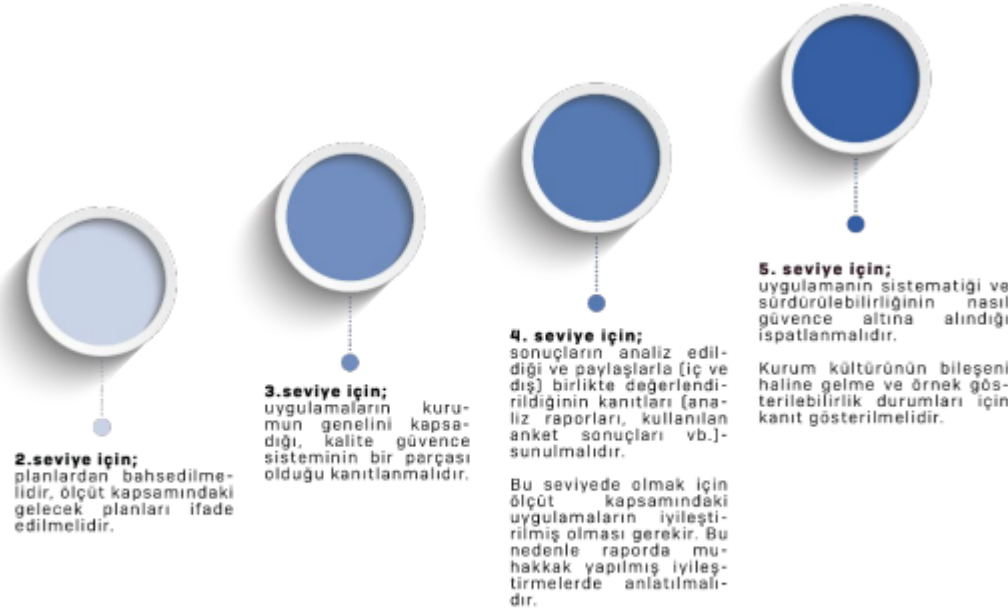 2.seviye için;
planlardan bahsedilme-
lidir, ölçüt kapsamındaki
gelecek planları ifade
edilmelidir.
3.seviye için;
uygulamaların kuru-
mun genelini kapsa-
dığı, kalite güvence
sisteminin bir parçası
olduğu kanıtlanmalıdır.
4. seviye için;
sonuçların analiz edil-
diği ve paylaşlarla (iç ve
dış) birlikte değerlendi-
rildiğinin kanıtları (ana-
liz raporları, kullanılan
anket sonuçları vb.)-
sunulmalıdır.
Bu seviyede olmak için
ölçüt kapsamındaki
uygulamaların iyileşti-
rilmiş olması gerekir. Bu
nedenle raporda mu-
hakkak yapılmış iyileş-
tirmelerde anlatılmalı-
dır.
5. seviye için;
uygulamanin sistematiği ve
sürdürülebilirliğinin nasıl
güvence altına alındığı
ispatlanmalıdır.
Kurum kültürünün bileşeni
haline gelme ve örnek gös-
terilebilirlik durumları için
kanıt gösterilmelidir.